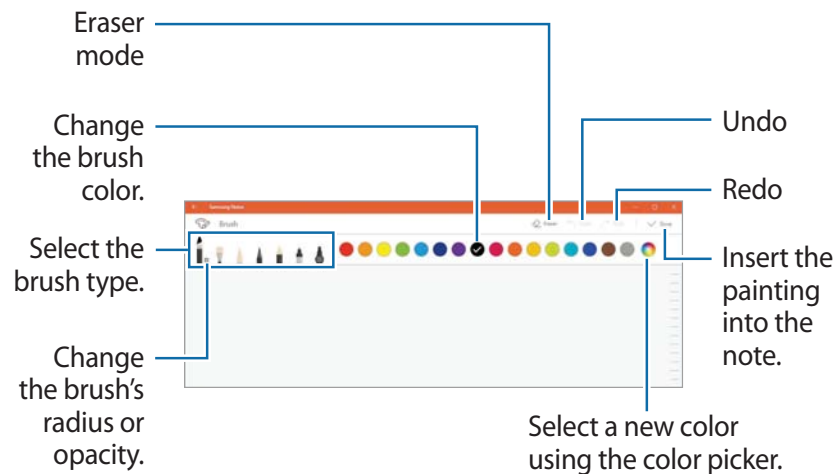 Eraser
mode
Change
the brush
color.
Select the
brush type.
Change
the brush's
radius or
opacity.
Samsung Notes
Brush
Eraser
Undo
Redo
Insert the
painting
into the
note.
Select a new color
using the color picker.